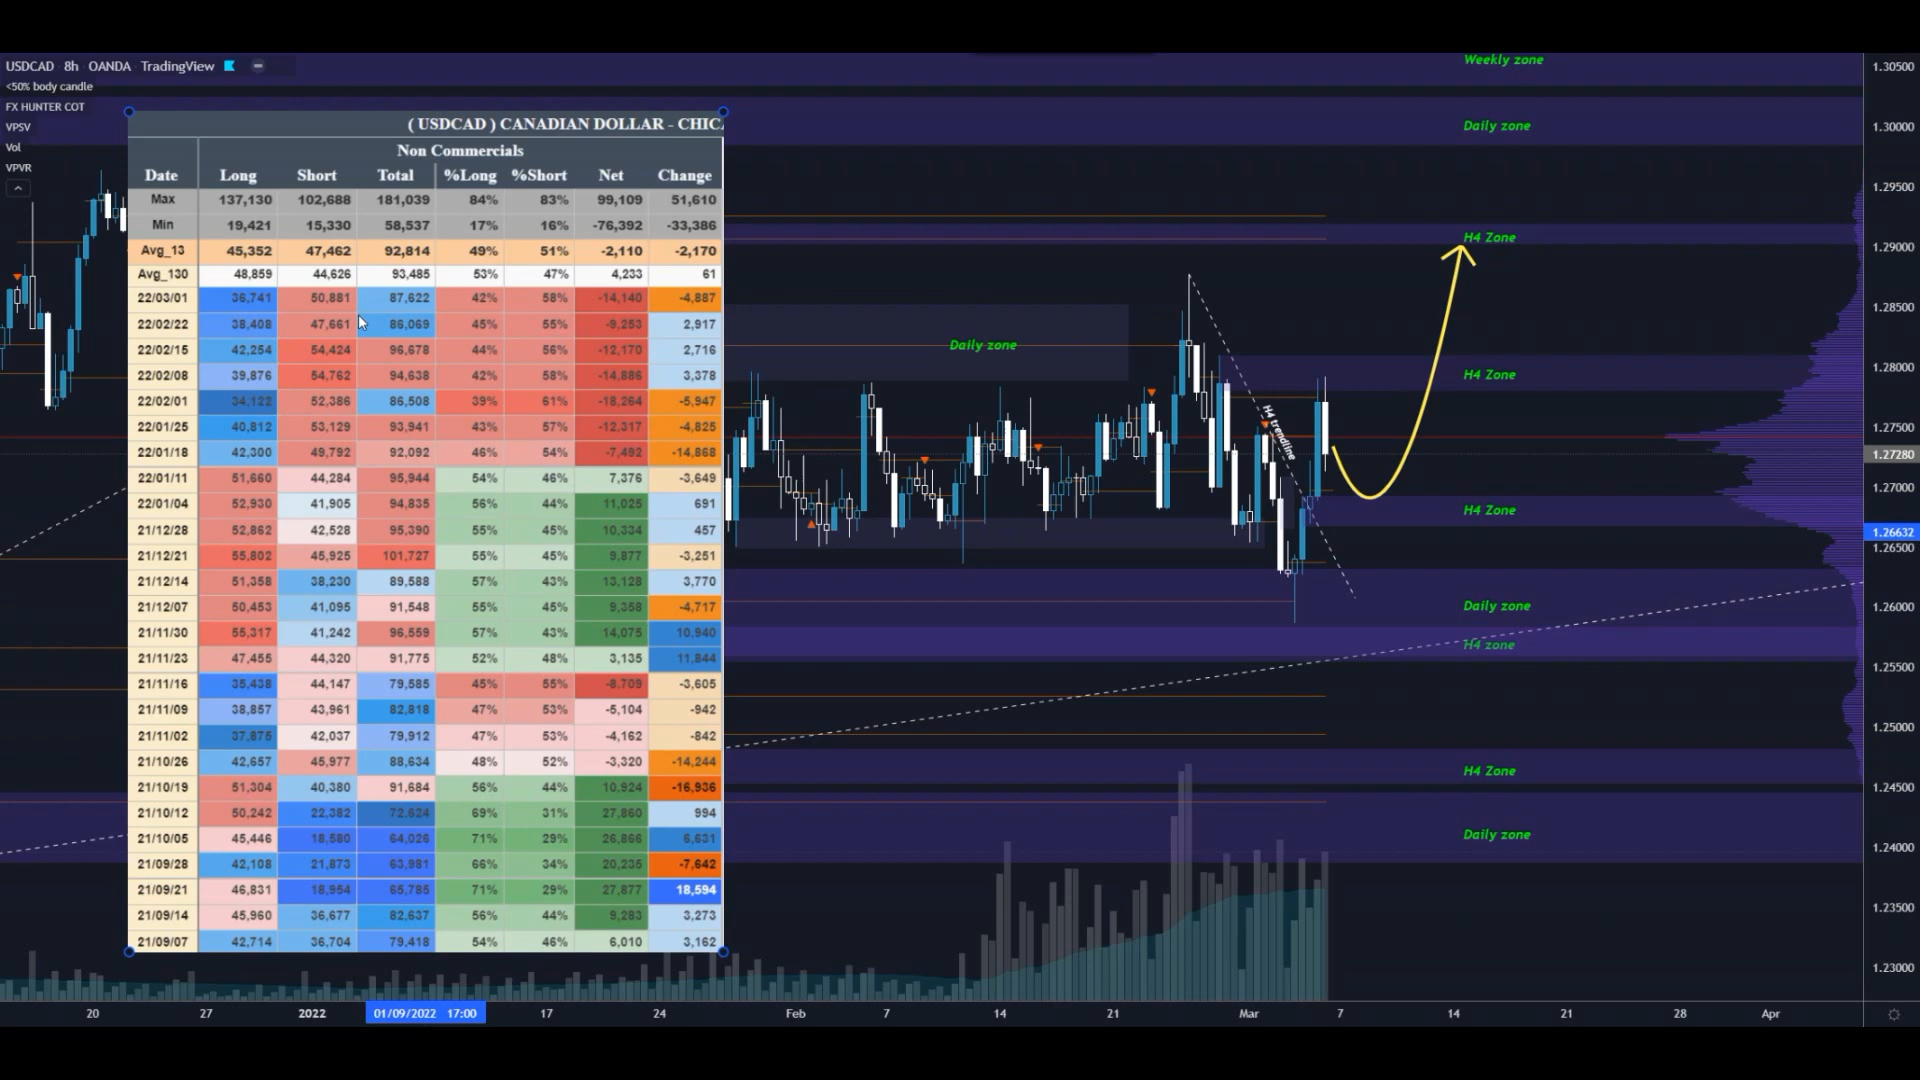 USDCAD 8h OANDA TradingView
<50% body candle
FX HUNTER COT
VPSV
Vol
VPVR
( USDCAD ) CANADIAN DOLLAR - CHICA
Non Commercials
Date Long Short Total %Long %Short Net Change
Max 137,130 102,688 181,039 84% 83% 99,109 51,610
Min 19,421 15,330 58,537 17% 16% -76,392 -33,386
Avg_13 45,352 47,462 92,814 49% 51% -2,110 -2,170
Avg_130 48,859 44,626 93,485 53% 47% 4,233 61
22/03/01 36,741 50,881 87,622 42% 58% -14,140 -4,887
22/02/22 38,408 47,661 86,069 45% 55% -9,253 2,917
22/02/15 42,254 54,424 96,678 44% 56% -12,170 2,716
22/02/08 39,876 54,762 94,638 42% 58% -14,886 3,378
22/02/01 34,122 52,386 86,508 39% 61% -18,264 -5,947
22/01/25 40,812 53,129 93,941 43% 57% -12,317 -4,825
22/01/18 42,300 49,792 92,092 46% 54% -7,492 -14,868
22/01/11 51,660 44,284 95,944 54% 46% 7,376 -3,649
22/01/04 52,930 41,905 94,835 56% 44% 11,025 691
21/12/28 52,862 42,528 95,390 55% 45% 10,334 457
21/12/21 55,802 45,925 101,727 55% 45% 9,877 -3,251
21/12/14 51,358 38,230 89,588 57% 43% 13,128 3,770
21/12/07 50,453 41,095 91,548 55% 45% 9,358 -4,717
21/11/30 55,317 41,242 96,559 57% 43% 14,075 10,940
21/11/23 47,455 44,320 91,775 52% 48% 3,135 11,844
21/11/16 35,438 44,147 79,585 45% 55% -8,709 -3,605
21/11/09 38,857 43,961 82,818 47% 53% -5,104 -942
21/11/02 37,875 42,037 79,912 47% 53% -4,162 -842
21/10/26 42,657 45,977 88,634 48% 52% -3,320 -14,244
21/10/19 51,304 40,380 91,684 56% 44% 10,924 -16,936
21/10/12 50,242 22,382 72,624 69% 31% 27,860 994
21/10/05 45,446 18,580 64,026 71% 29% 26,866 6,631
21/09/28 42,108 21,873 63,981 66% 34% 20,235 -7,642
21/09/21 46,831 18,954 65,785 71% 29% 27,877 18,594
21/09/14 45,960 36,677 82,637 56% 44% 9,283 3,273
21/09/07 42,714 36,704 79,418 54% 46% 6,010 3,162
Weekly zone
Daily zone
H4 Zone
Daily zone
H4 Zone
H4 trendline
H4 Zone
Daily zone
H4 zone
H4 Zone
Daily zone
1.30500
1.30000
1.29500
1.29000
1.28500
1.28000
1.27500
1.27280
1.27000
1.26632
1.26500
1.26000
1.25500
1.25000
1.24500
1.24000
1.23500
1.23000
20 27 2022 01/09/2022 17:00 17 24 Feb 7 14 21 Mar 7 14 21 28 Apr